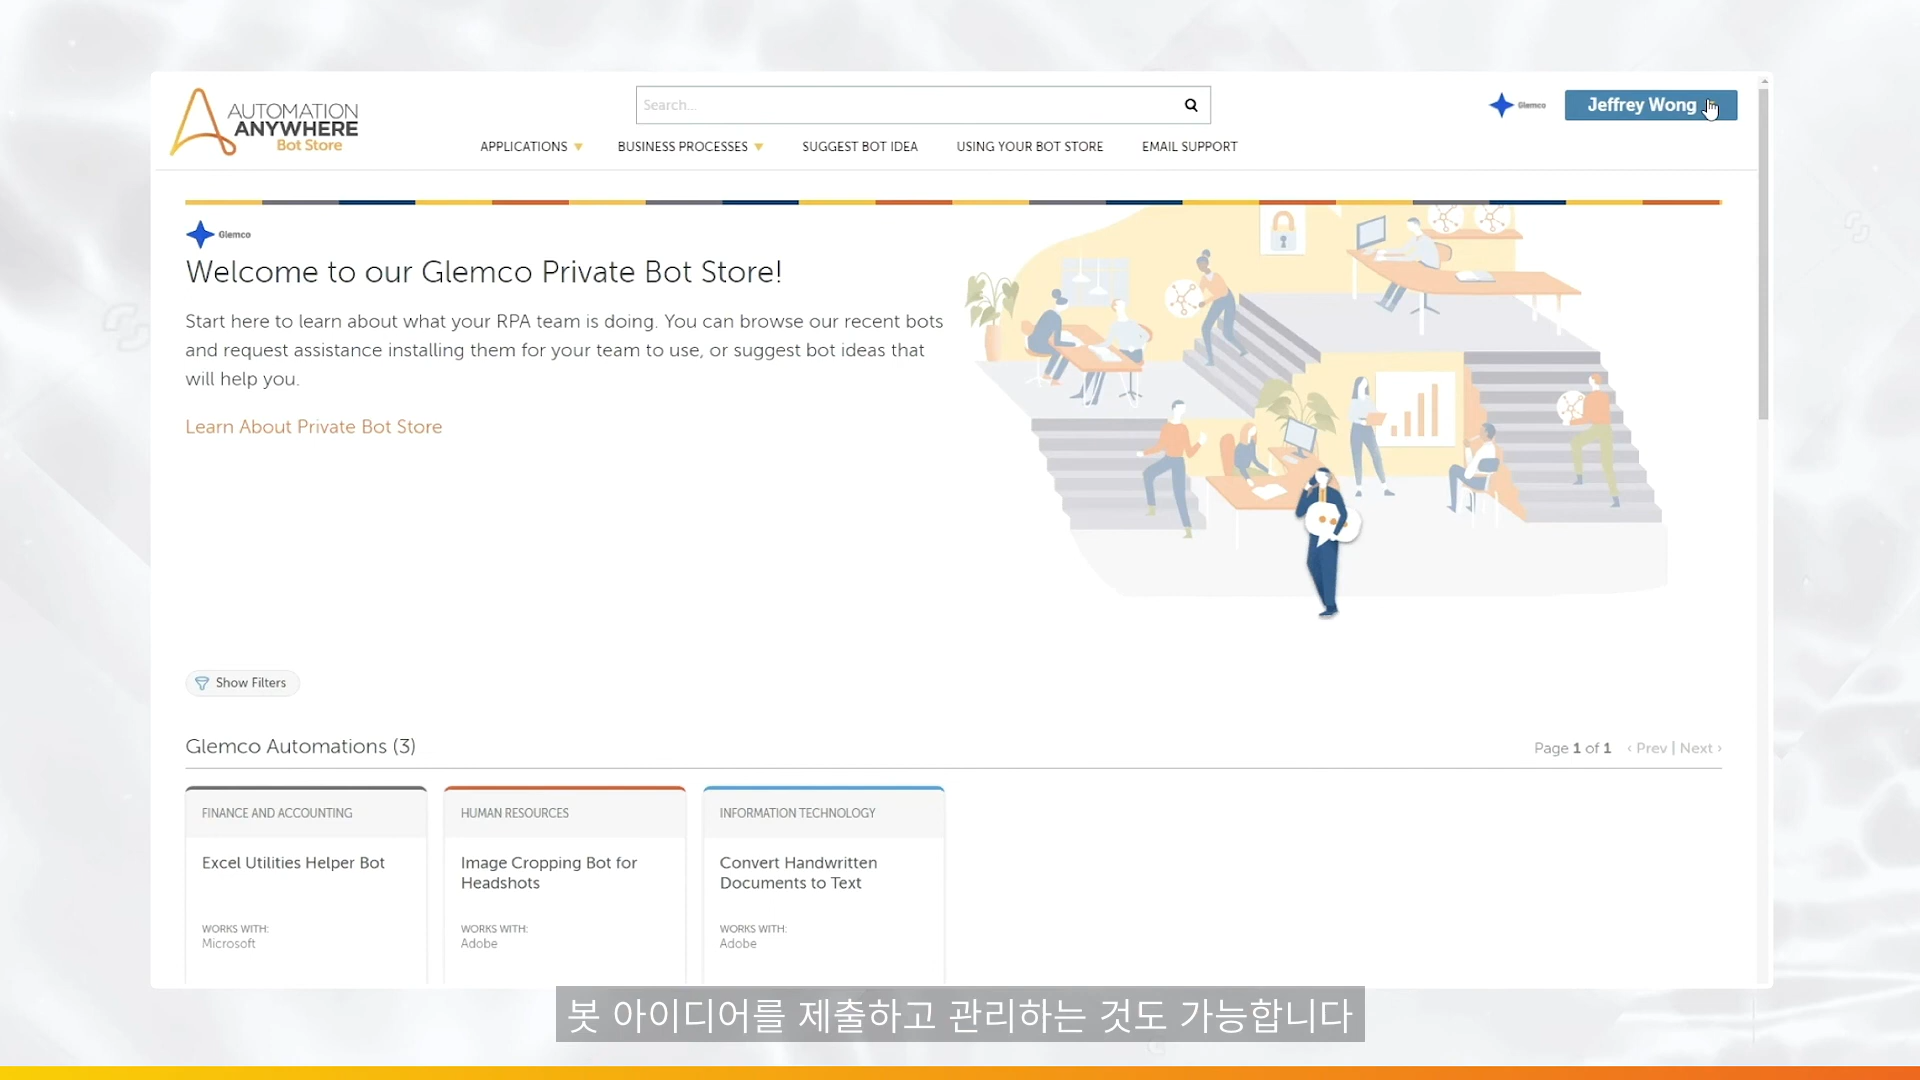 AUTOMATION
ANYWHERE
Bot Store
Search...
Glemco
Jeffrey Wong
APPLICATIONS
BUSINESS PROCESSES
SUGGEST BOT IDEA
USING YOUR BOT STORE
EMAIL SUPPORT
Glemco
Welcome to our Glemco Private Bot Store!
Start here to learn about what your RPA team is doing. You can browse our recent bots
and request assistance installing them for your team to use, or suggest bot ideas that
will help you.
Learn About Private Bot Store
Show Filters
Glemco Automations (3)
Page 1 of 1 ‹ Prev | Next ›
FINANCE AND ACCOUNTING
Excel Utilities Helper Bot
WORKS WITH:
Microsoft
HUMAN RESOURCES
Image Cropping Bot for
Headshots
WORKS WITH:
Adobe
INFORMATION TECHNOLOGY
Convert Handwritten
Documents to Text
WORKS WITH:
Adobe
봇 아이디어를 제출하고 관리하는 것도 가능합니다